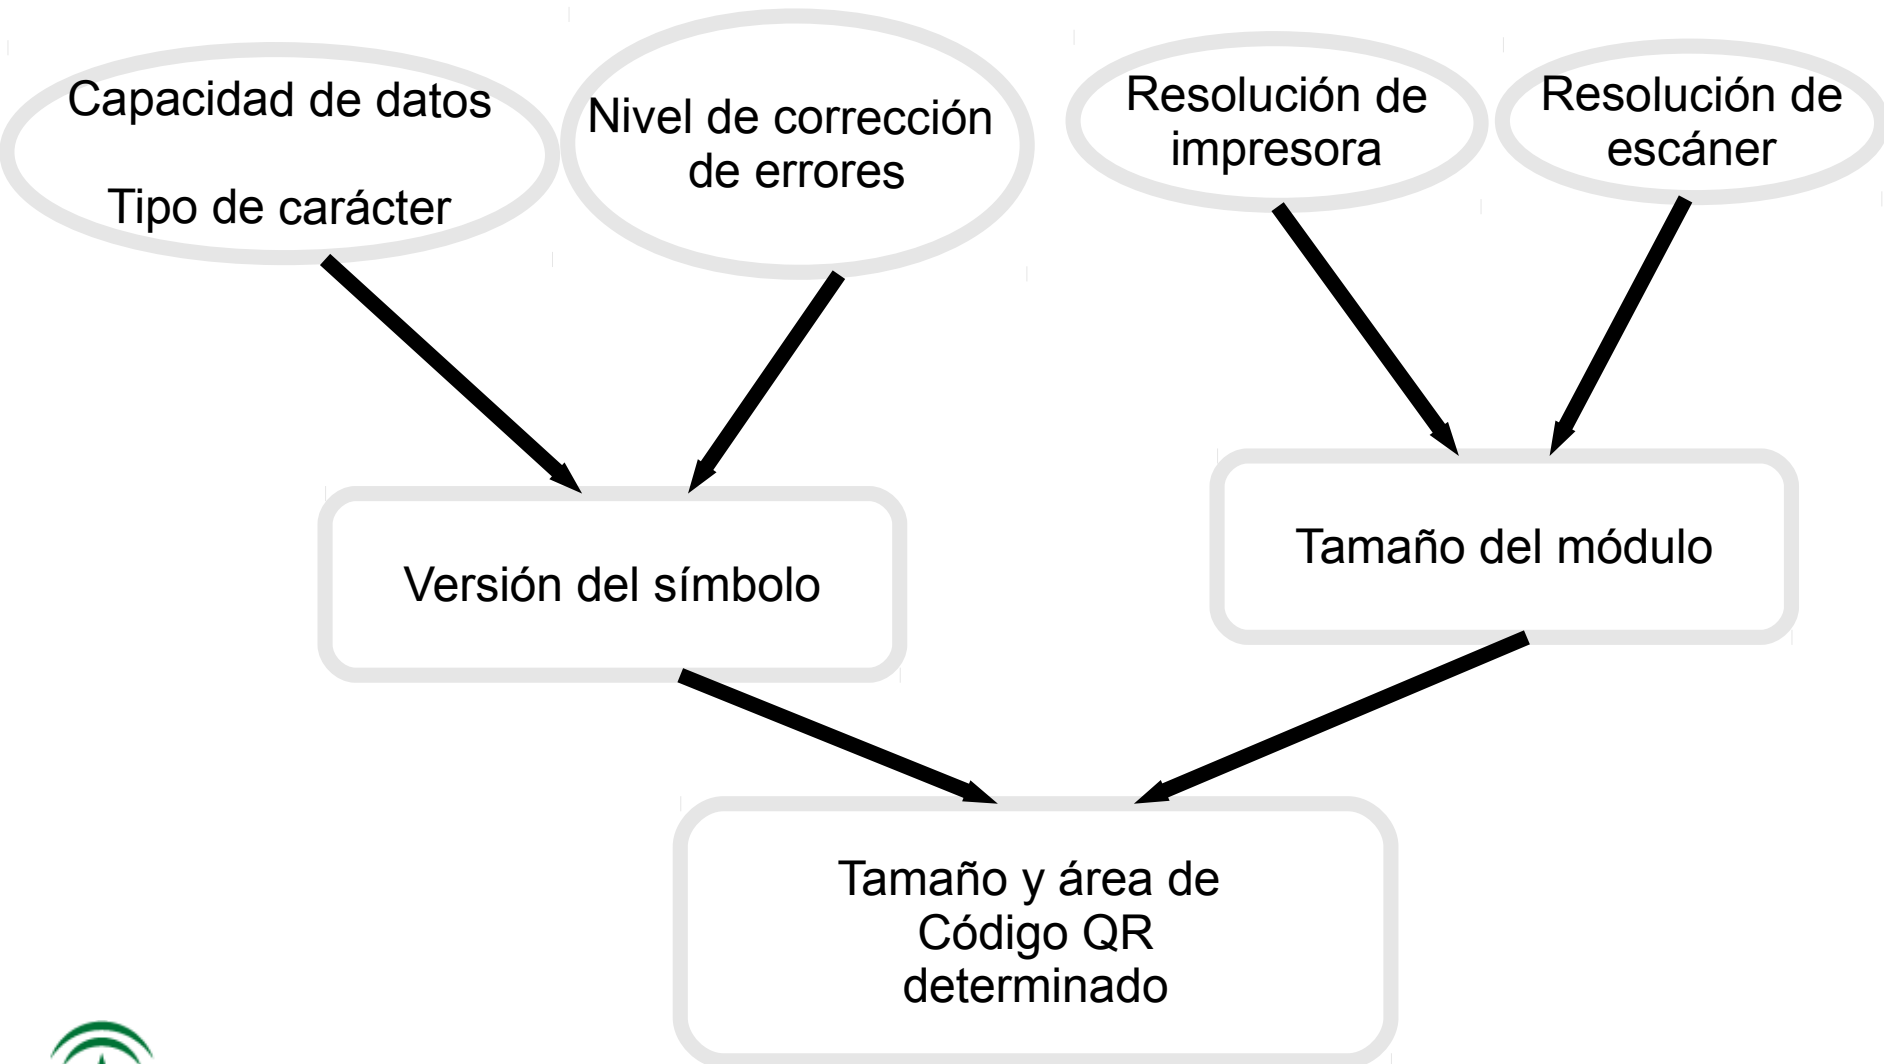 Capacidad de datos
Tipo de carácter
Nivel de corrección
de errores
Resolución de
impresora
Resolución de
escáner
Versión del símbolo
Tamaño del módulo
Tamaño y área de
Código QR
determinado